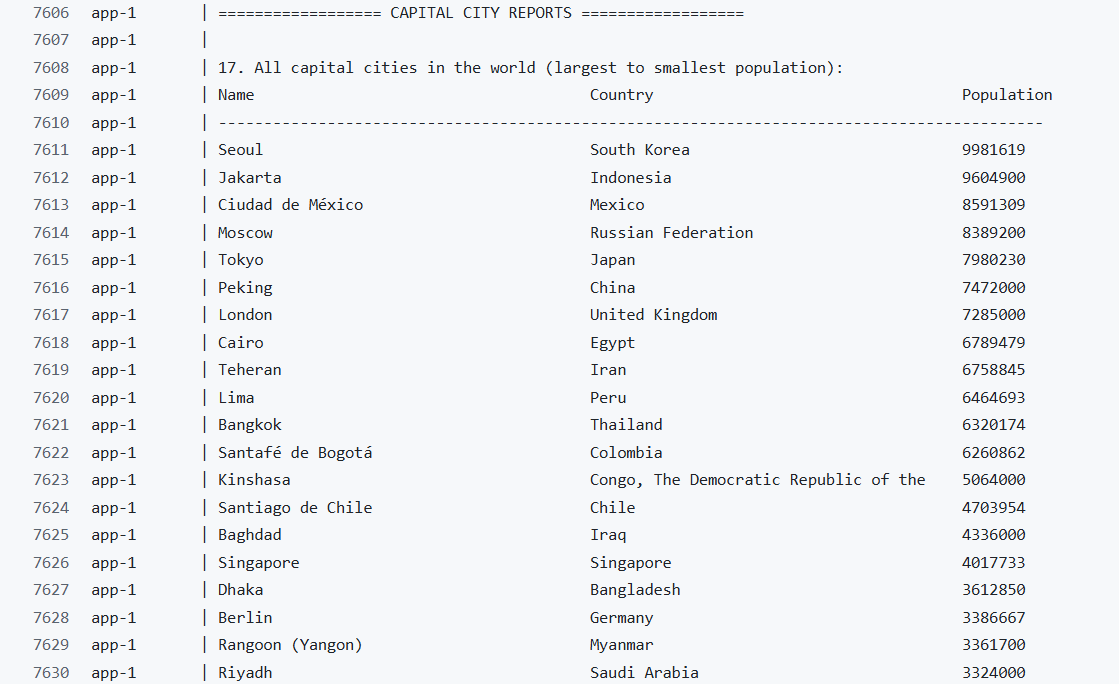 7606 app-1 | ================== CAPITAL CITY REPORTS ==================
7607 app-1 |
7608 app-1 | 17. All capital cities in the world (largest to smallest population):
7609 app-1 | Name Country Population
7610 app-1 | -------------------------------------------------------------------------------------------
7611 app-1 | Seoul South Korea 9981619
7612 app-1 | Jakarta Indonesia 9604900
7613 app-1 | Ciudad de México Mexico 8591309
7614 app-1 | Moscow Russian Federation 8389200
7615 app-1 | Tokyo Japan 7980230
7616 app-1 | Peking China 7472000
7617 app-1 | London United Kingdom 7285000
7618 app-1 | Cairo Egypt 6789479
7619 app-1 | Teheran Iran 6758845
7620 app-1 | Lima Peru 6464693
7621 app-1 | Bangkok Thailand 6320174
7622 app-1 | Santafé de Bogotá Colombia 6260862
7623 app-1 | Kinshasa Congo, The Democratic Republic of the 5064000
7624 app-1 | Santiago de Chile Chile 4703954
7625 app-1 | Baghdad Iraq 4336000
7626 app-1 | Singapore Singapore 4017733
7627 app-1 | Dhaka Bangladesh 3612850
7628 app-1 | Berlin Germany 3386667
7629 app-1 | Rangoon (Yangon) Myanmar 3361700
7630 app-1 | Riyadh Saudi Arabia 3324000